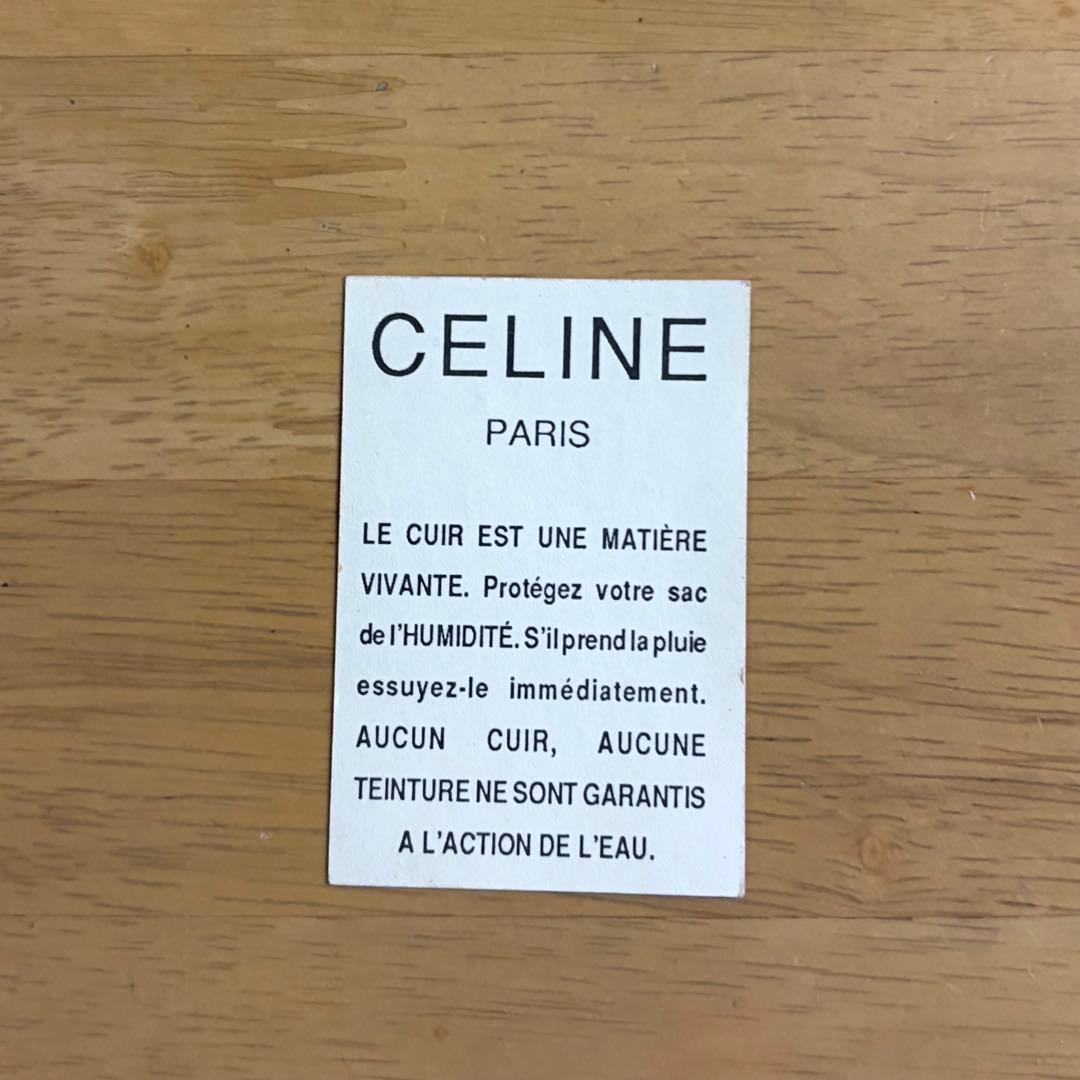 CELINE
PARIS
LE CUIR EST UNE MATIÈRE
VIVANTE. Protégez votre sac
de l'HUMIDITÉ. S'il prend la pluie
essuyez-le immédiatement.
AUCUN CUIR, AUCUNE
TEINTURE NE SONT GARANTIS
A L'ACTION DE L'EAU.